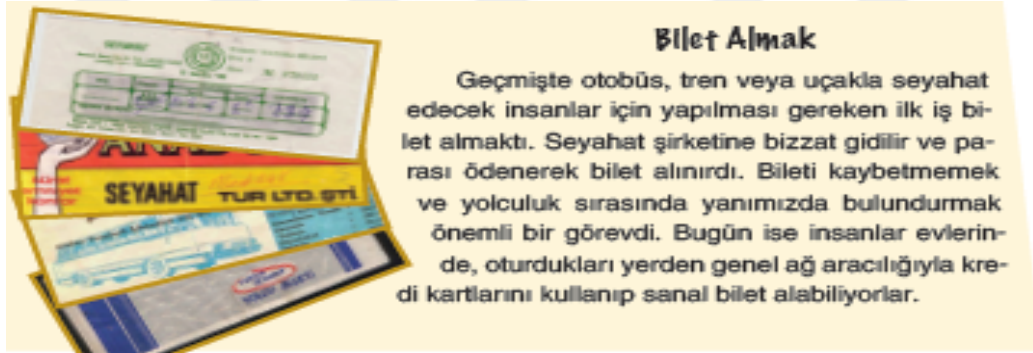 Bilet Almak
Geçmişte otobüs, tren veya uçakla seyahat
edecek insanlar için yapılması gereken ilk iş bi-
let almaktı. Seyahat şirketine bizzat gidilir ve pa-
rası ödenerek bilet alınırdı. Bileti kaybetmemek
ve yolculuk sırasında yanımızda bulundurmak
önemli bir görevdi. Bugün ise insanlar evlerin-
de, oturdukları yerden genel ağ aracılığıyla kre-
di kartlarını kullanıp sanal bilet alabiliyorlar.
SEYAHAT TUR LTD. ŞTİ